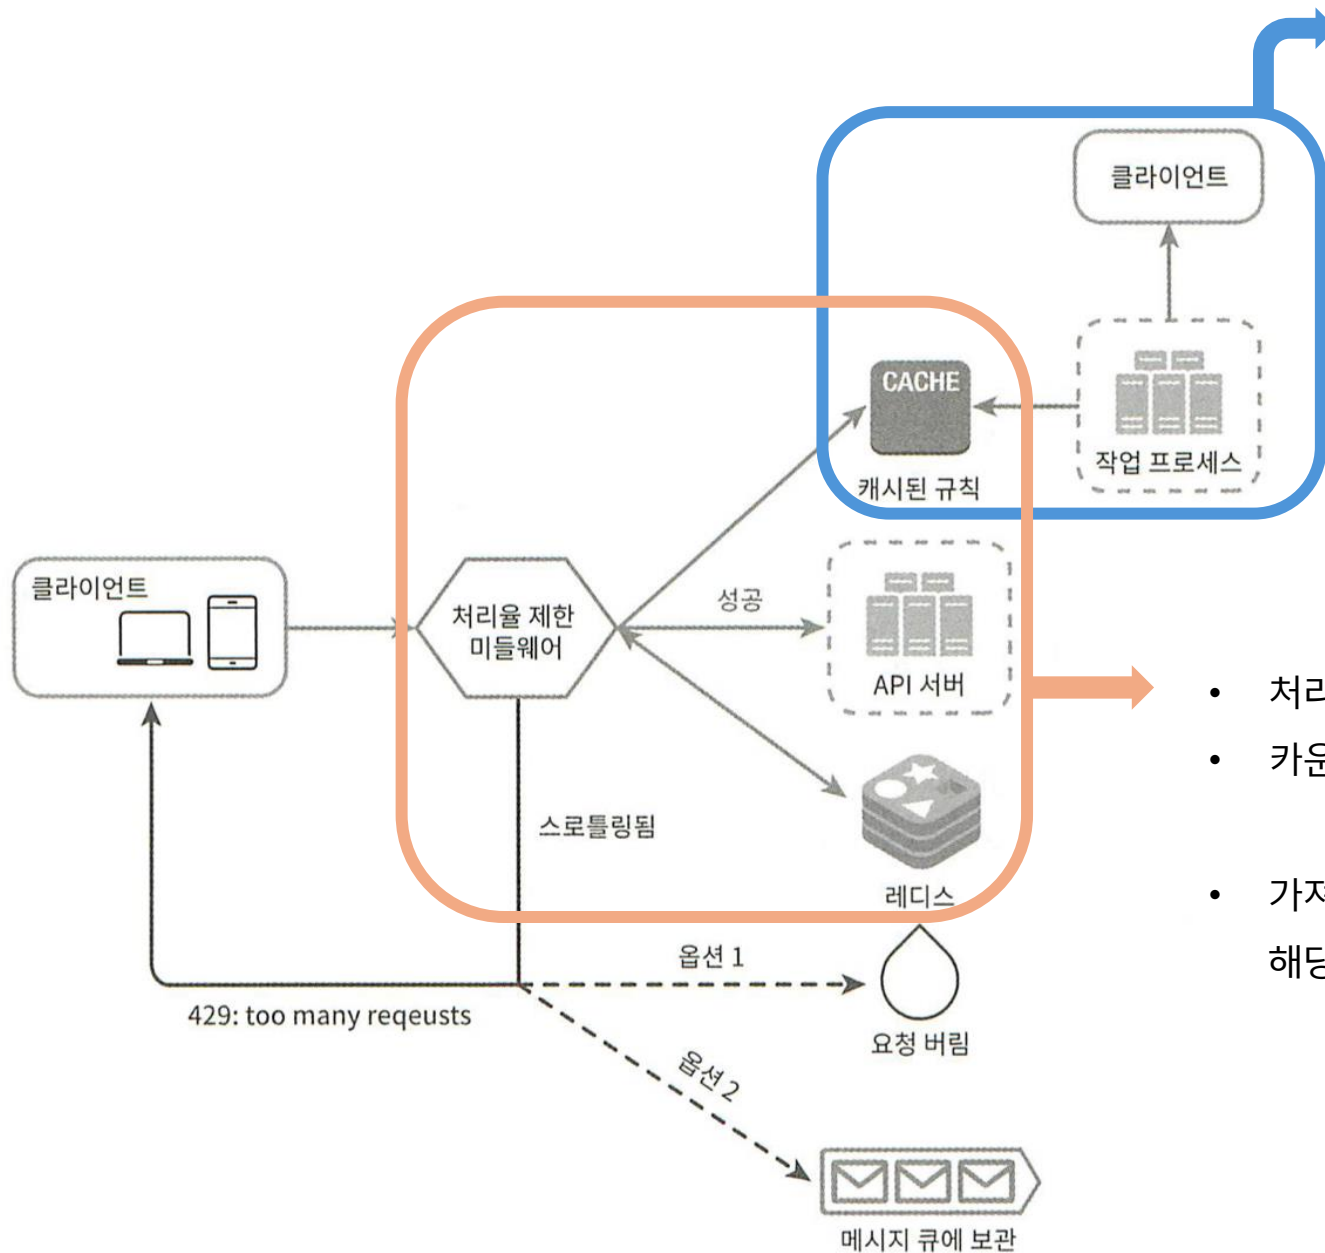 클라이언트
CACHE
작업 프로세스
캐시된 규칙
클라이언트
처리율 제한
미들웨어
성공
API 서버
스로틀링됨
레디스
옵션 1
429: too many reqeusts
요청 버림
옵션 2
메시지 큐에 보관
• 처리
• 카운
• 가져
해당